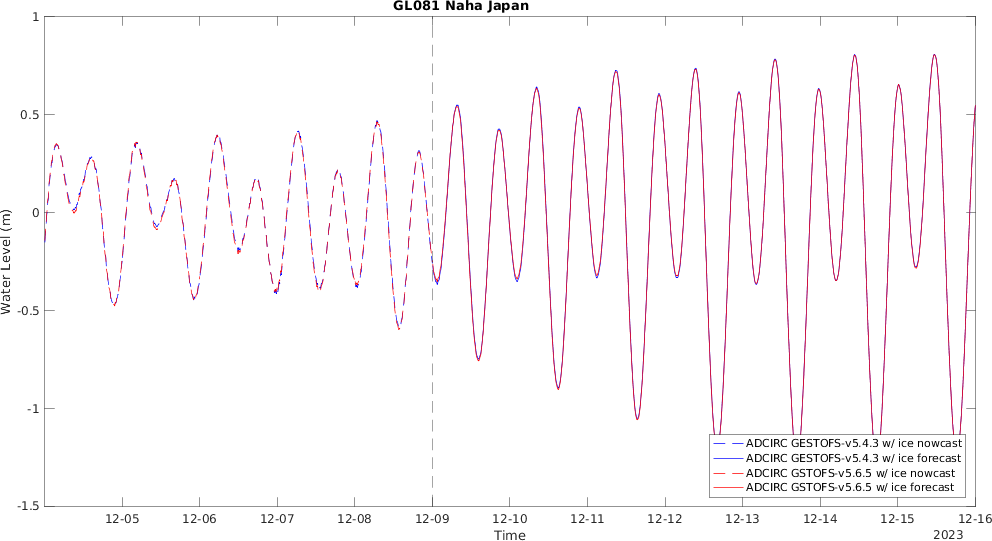 GL081 Naha Japan
1
0.5
0
-0.5
-1
-1.5
Water Level (m)
ADCIRC GESTOFS-v5.4.3 w/ ice nowcast
ADCIRC GESTOFS-v5.4.3 w/ ice forecast
ADCIRC GSTOFS-v5.6.5 w/ ice nowcast
ADCIRC GSTOFS-v5.6.5 w/ ice forecast
12-05 12-06 12-07 12-08 12-09 12-10 12-11 12-12 12-13 12-14 12-15 12-16
Time
2023